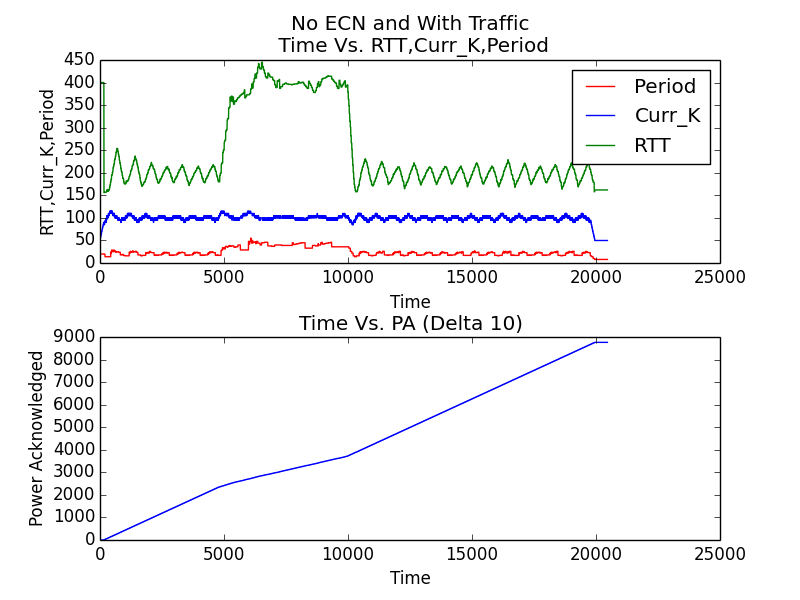 No ECN and With Traffic
Time Vs. RTT,Curr_K,Period
RTT,Curr_K,Period
450
400
350
300
250
200
150
100
50
0
Period
Curr_K
RTT
0 5000 10000 15000 20000 25000
Time
Time Vs. PA (Delta 10)
Power Acknowledged
9000
8000
7000
6000
5000
4000
3000
2000
1000
0
0 5000 10000 15000 20000 25000
Time